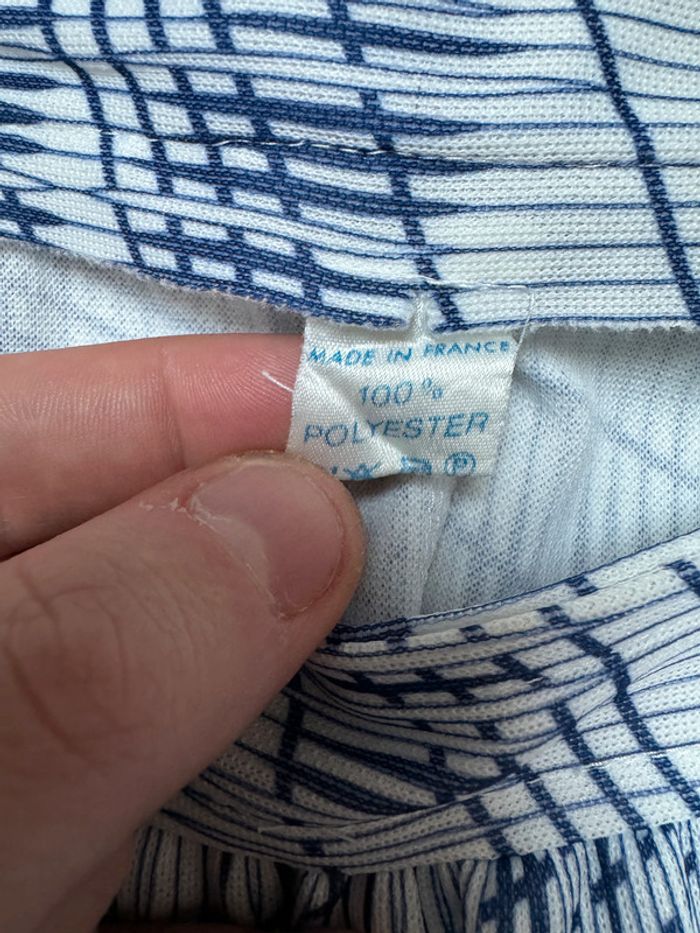 MADE IN FRANCE
100%
POLYESTER
P